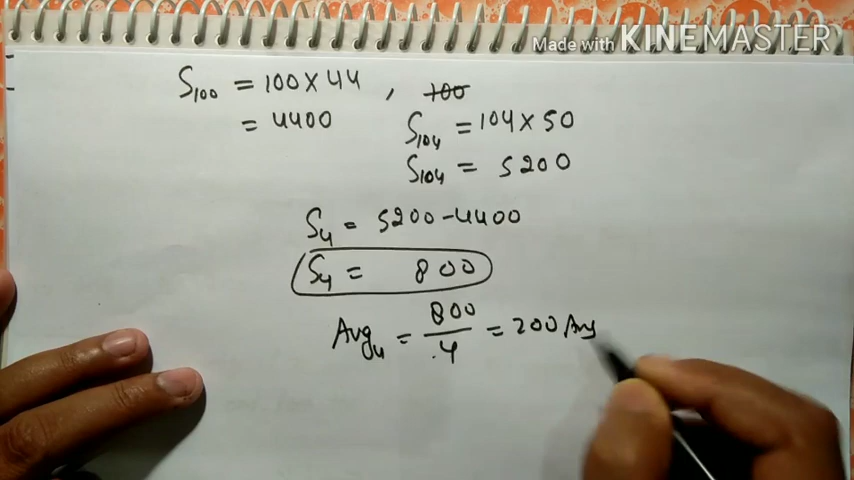 Made with KINEMASTER
S100 = 100 × 44 , 100
= 4400
S104 = 104 × 50
S104 = 5200
S4 = 5200 - 4400
S4 = 800
Avg4 = 800/4 = 200 Ans